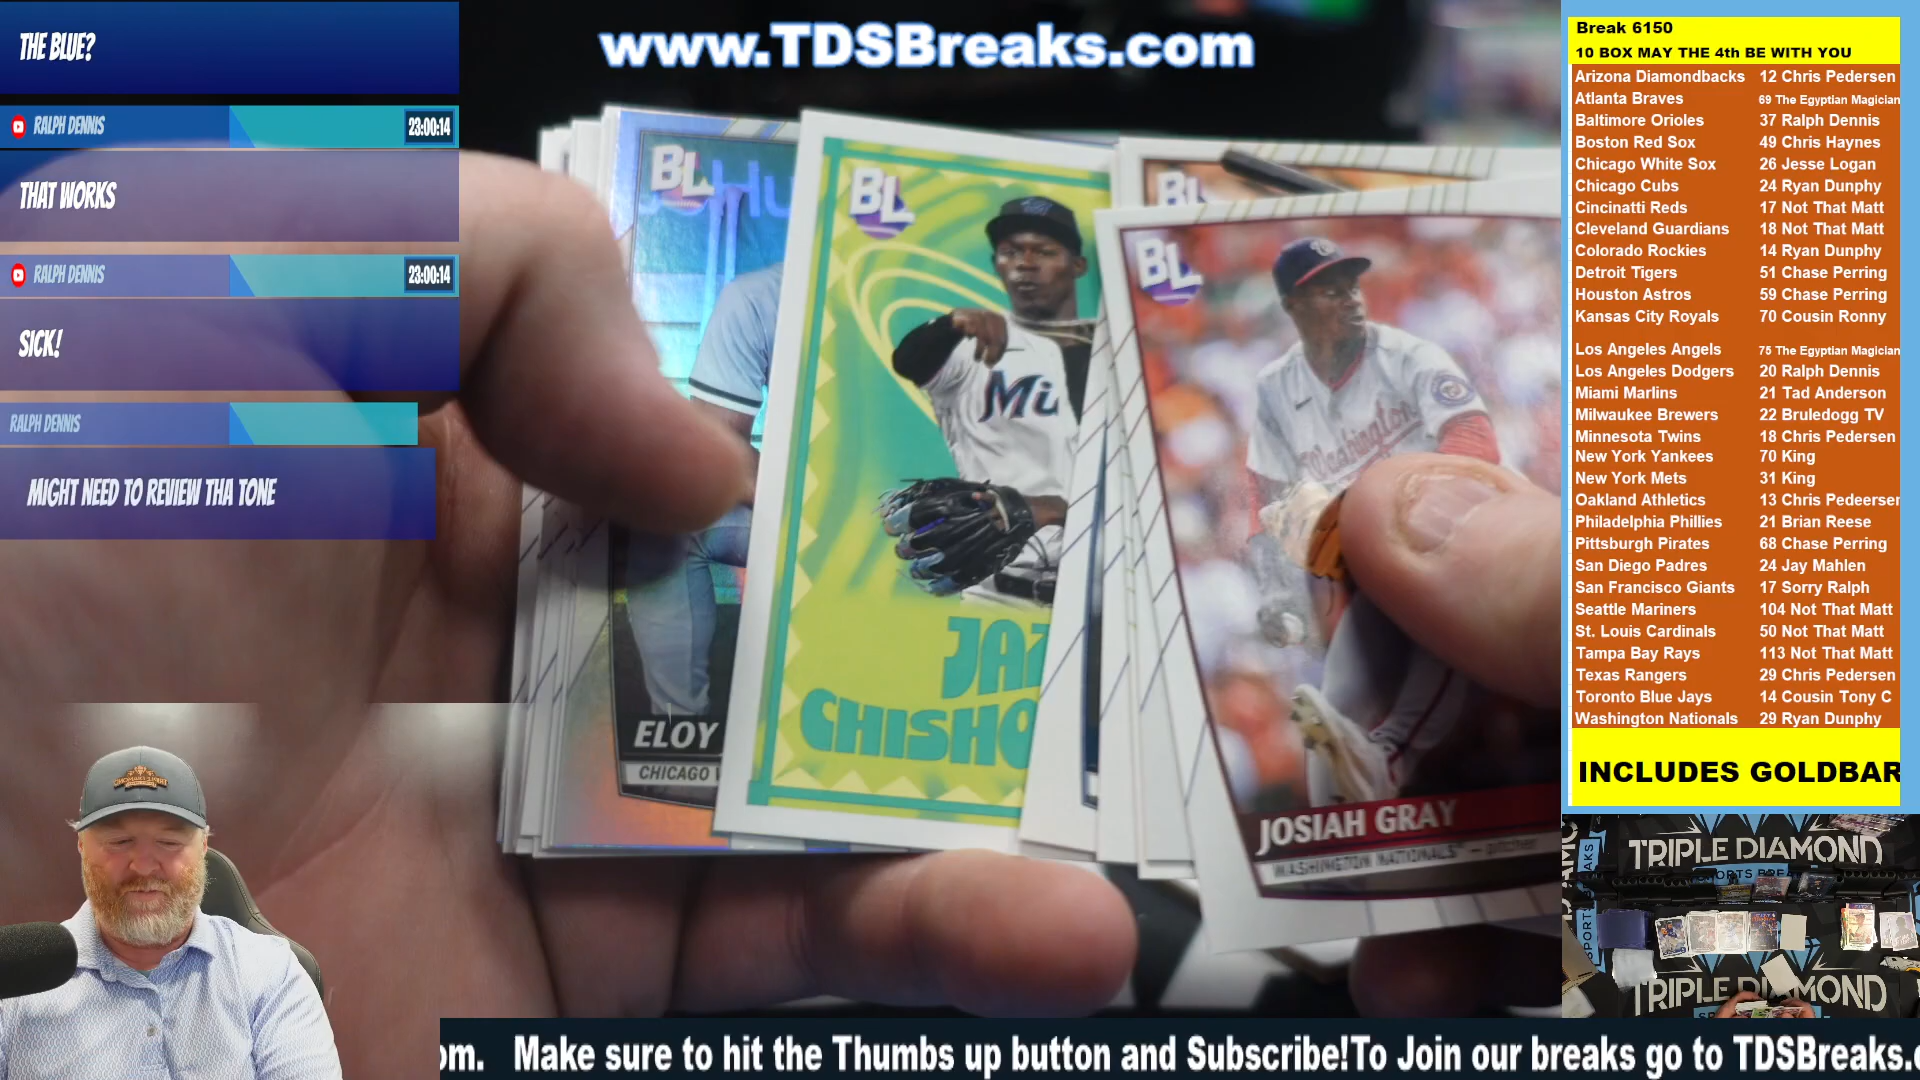 THE BLUE?
RALPH DENNIS
23:00:14
THAT WORKS
RALPH DENNIS
23:00:14
SICK!
RALPH DENNIS
MIGHT NEED TO REVIEW THA TONE
www.TDSBreaks.com
BL
BL
BL
BL
Mi
JAZ
CHISHO
ELOY
CHICAGO
Washington
JOSIAH GRAY
WASHINGTON NATIONALS — pitcher
Break 6150
10 BOX MAY THE 4th BE WITH YOU
Arizona Diamondbacks 12 Chris Pedersen
Atlanta Braves 69 The Egyptian Magician
Baltimore Orioles 37 Ralph Dennis
Boston Red Sox 49 Chris Haynes
Chicago White Sox 26 Jesse Logan
Chicago Cubs 24 Ryan Dunphy
Cincinatti Reds 17 Not That Matt
Cleveland Guardians 18 Not That Matt
Colorado Rockies 14 Ryan Dunphy
Detroit Tigers 51 Chase Perring
Houston Astros 59 Chase Perring
Kansas City Royals 70 Cousin Ronny
Los Angeles Angels 75 The Egyptian Magician
Los Angeles Dodgers 20 Ralph Dennis
Miami Marlins 21 Tad Anderson
Milwaukee Brewers 22 Bruledogg TV
Minnesota Twins 18 Chris Pedersen
New York Yankees 70 King
New York Mets 31 King
Oakland Athletics 13 Chris Pedeerser
Philadelphia Phillies 21 Brian Reese
Pittsburgh Pirates 68 Chase Perring
San Diego Padres 24 Jay Mahlen
San Francisco Giants 17 Sorry Ralph
Seattle Mariners 104 Not That Matt
St. Louis Cardinals 50 Not That Matt
Tampa Bay Rays 113 Not That Matt
Texas Rangers 29 Chris Pedersen
Toronto Blue Jays 14 Cousin Tony C
Washington Nationals 29 Ryan Dunphy
INCLUDES GOLDBAR
TRIPLE DIAMOND
SPORTS BREAKS
TRIPLE DIAMOND
om. Make sure to hit the Thumbs up button and Subscribe!To Join our breaks go to TDSBreaks.c